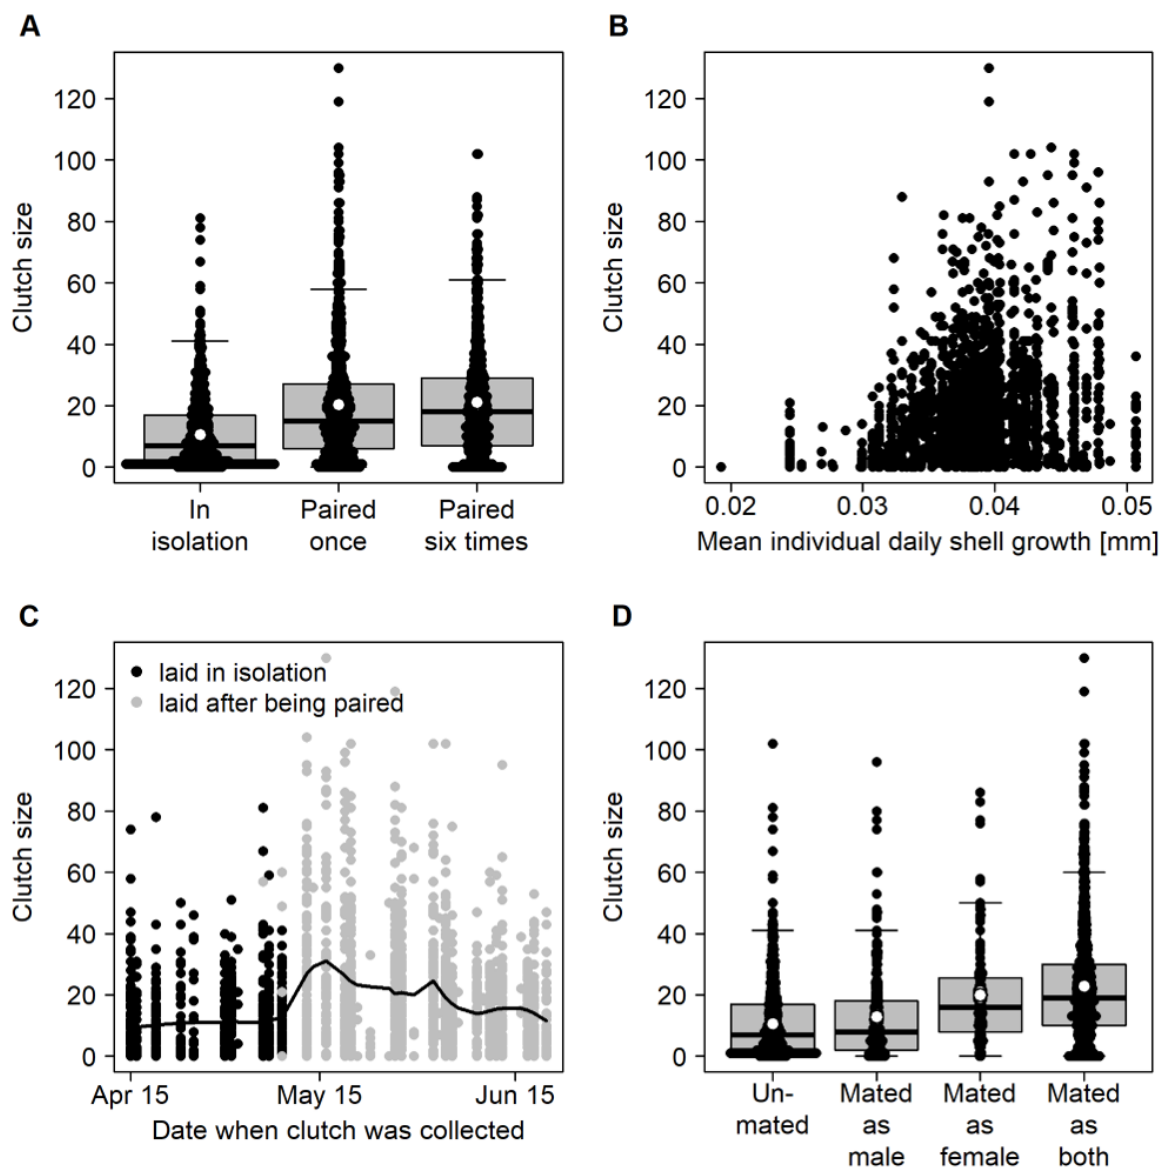 A
Clutch size
120
100
80
60
40
20
0
In
isolation
Paired
once
Paired
six times
B
Clutch size
120
100
80
60
40
20
0
0.02
0.03
0.04
0.05
Mean individual daily shell growth [mm]
C
Clutch size
120
100
80
60
40
20
0
laid in isolation
laid after being paired
Apr 15
May 15
Jun 15
Date when clutch was collected
D
Clutch size
120
100
80
60
40
20
0
Un-
mated
Mated
as
male
Mated
as
female
Mated
as
both